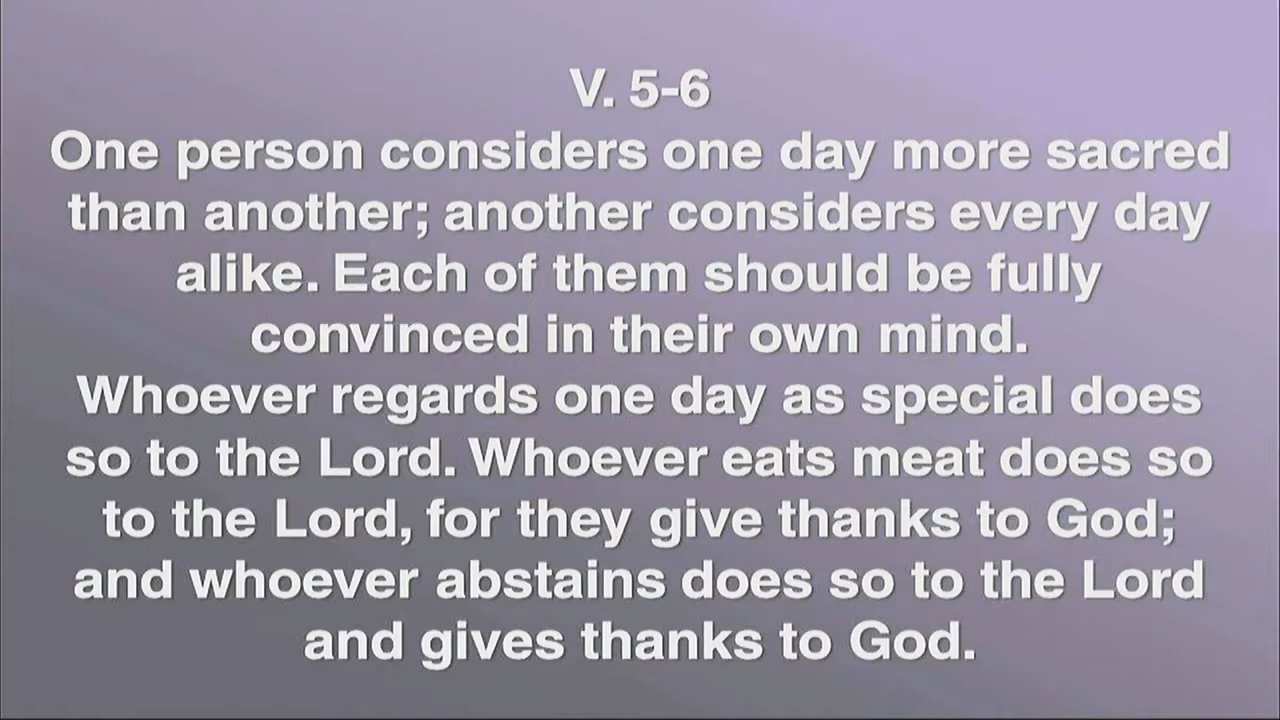 V. 5-6
One person considers one day more sacred
than another; another considers every day
alike. Each of them should be fully
convinced in their own mind.
Whoever regards one day as special does
so to the Lord. Whoever eats meat does so
to the Lord, for they give thanks to God;
and whoever abstains does so to the Lord
and gives thanks to God.